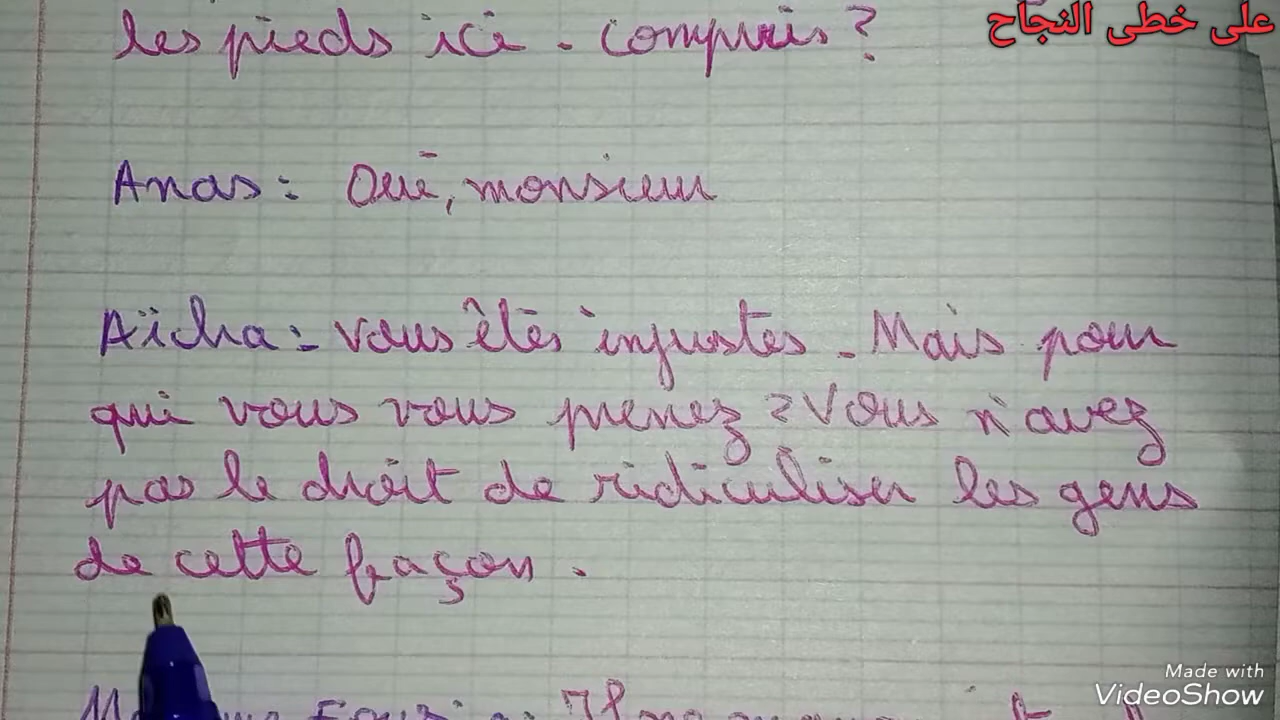 على خطى النجاح
les pieds ici. compris?
Anas: Oui, monsieur
Aïcha: Vous êtes injustes. Mais pour
qui vous vous prenez? Vous n'avez
pas le droit de ridiculiser les gens
de cette façon.
Made with
VideoShow